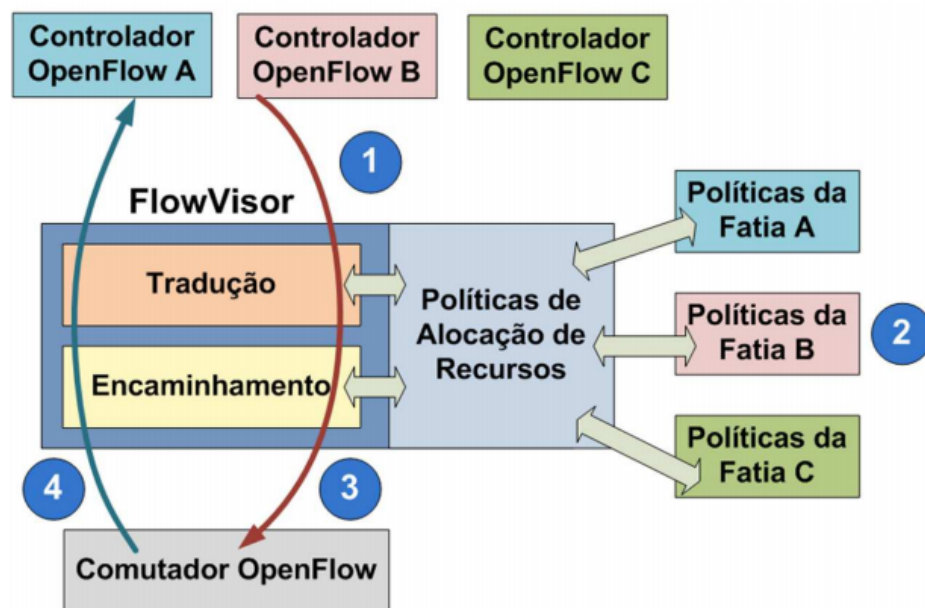 Controlador
OpenFlow A
Controlador
OpenFlow B
Controlador
OpenFlow C
1
FlowVisor
Tradução
Encaminhamento
Políticas de
Alocação de
Recursos
Políticas da
Fatia A
Políticas da
Fatia B
2
Políticas da
Fatia C
4
3
Comutador OpenFlow